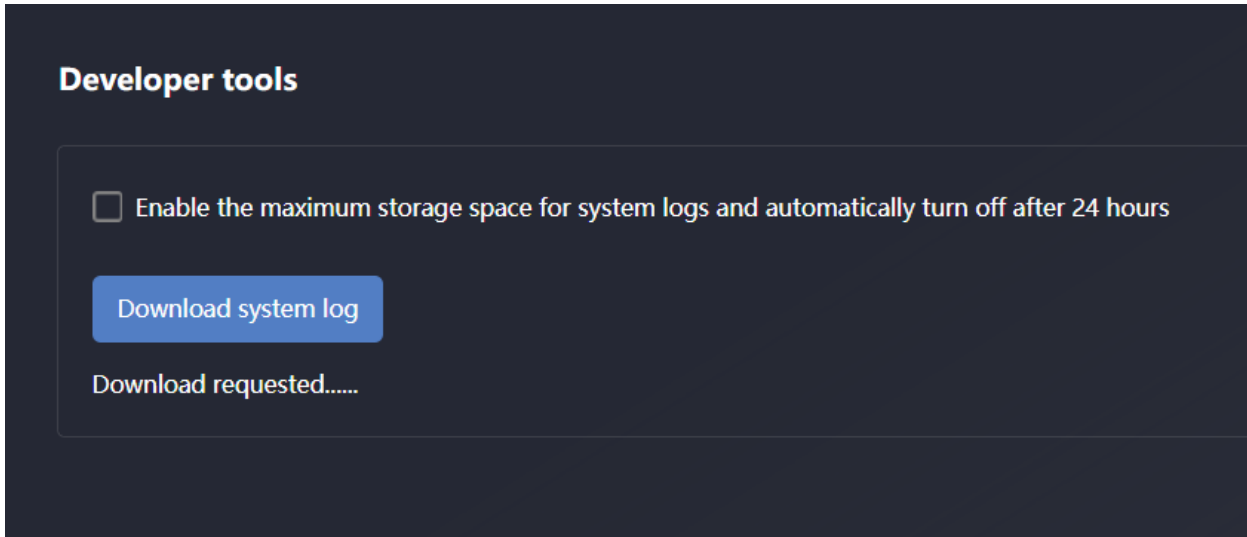 Developer tools
Enable the maximum storage space for system logs and automatically turn off after 24 hours
Download system log
Download requested......